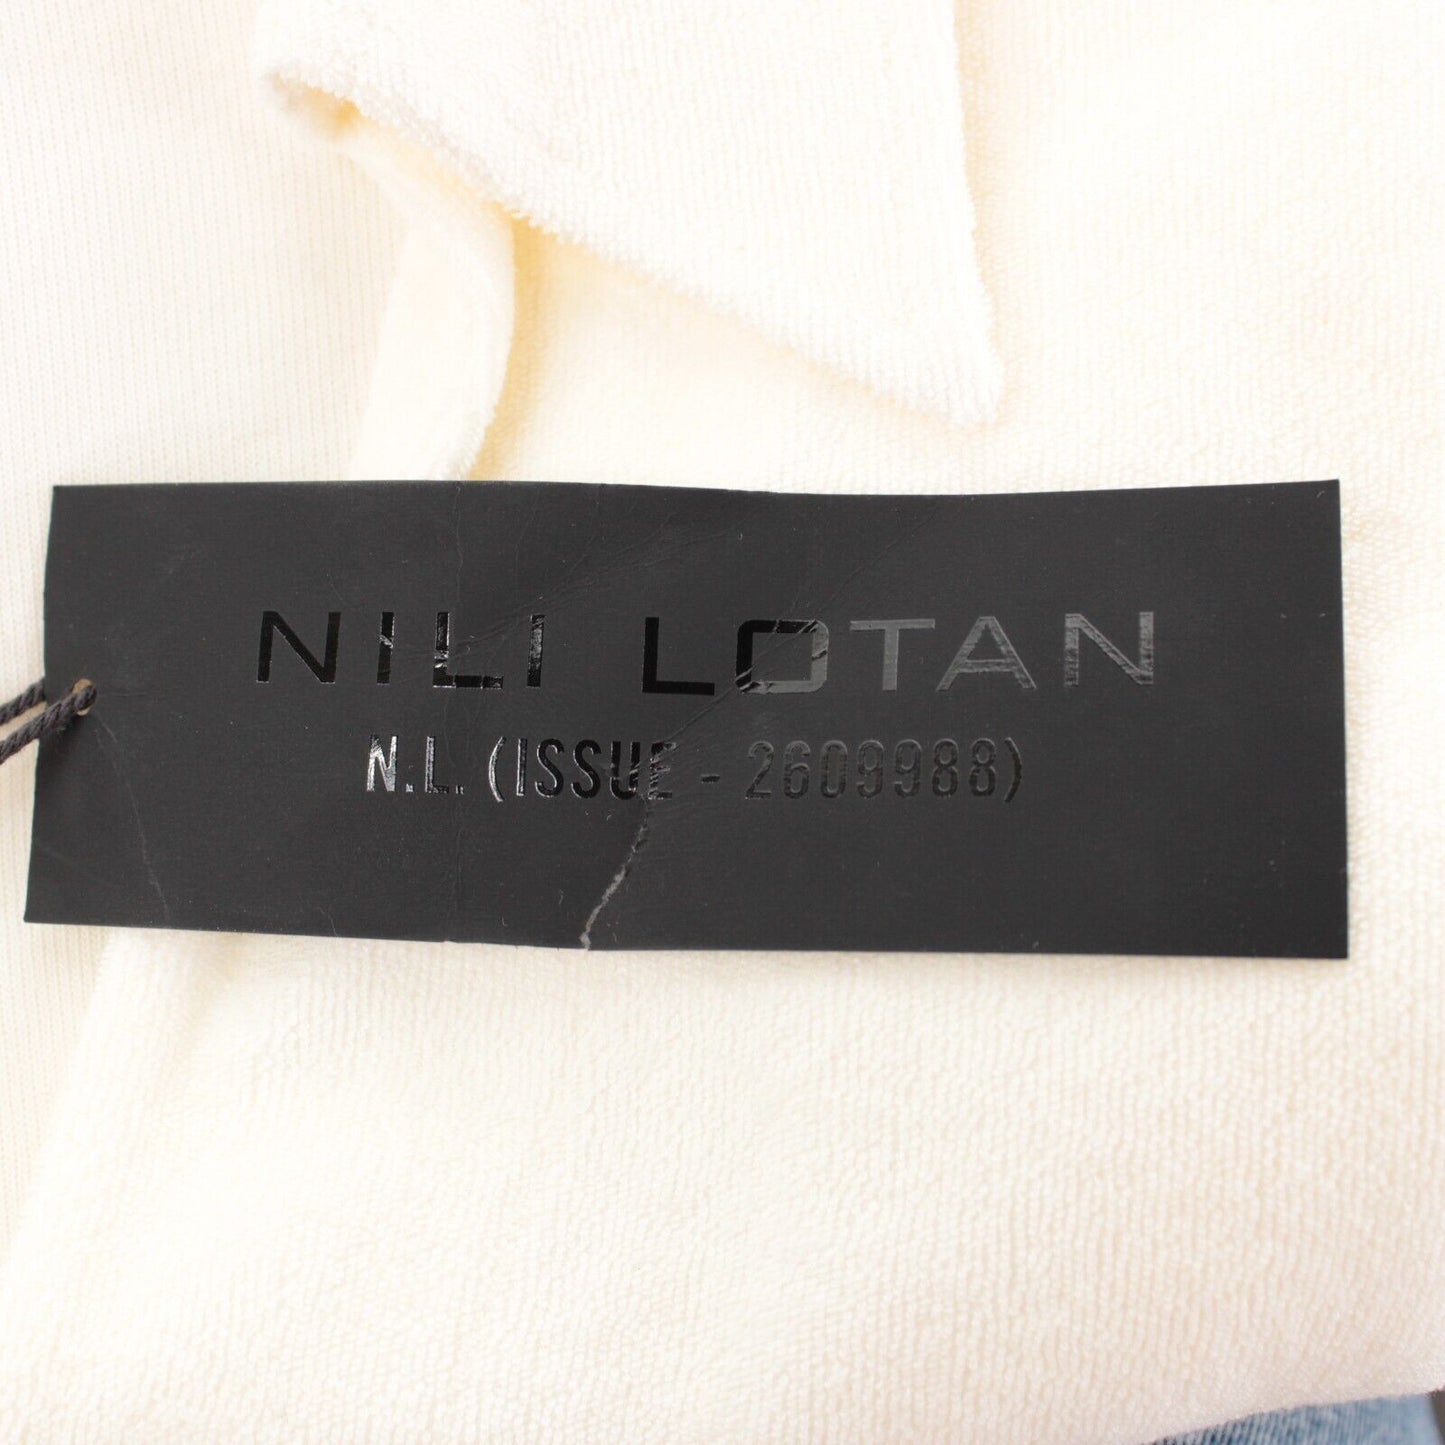 NILI LOTAN
N.L. (ISSUE - 2609988)